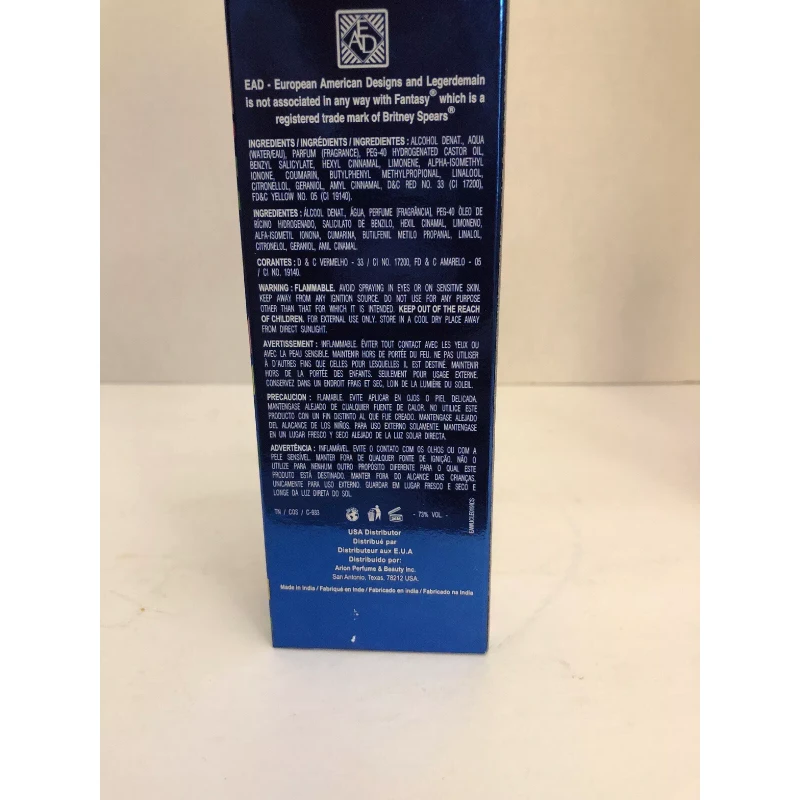 EAD
EAD - European American Designs and Legerdemain
is not associated in any way with Fantasy® which is a
registered trade mark of Britney Spears®
INGREDIENTS / INGRÉDIENTS / INGREDIENTES : ALCOHOL DENAT., AQUA
(WATER/EAU), PARFUM (FRAGRANCE), PEG-40 HYDROGENATED CASTOR OIL,
BENZYL SALICYLATE, HEXYL CINNAMAL, LIMONENE, ALPHA-ISOMETHYL
IONONE, COUMARIN, BUTYLPHENYL METHYLPROPIONAL, LINALOOL,
CITRONELLOL, GERANIOL, AMYL CINNAMAL, D&C RED NO. 33 (CI 17200),
FD&C YELLOW NO. 05 (CI 19140).
INGREDIENTES : ÁLCOOL DENAT., ÁGUA, PERFUME [FRAGRÂNCIA], PEG-40 ÓLEO DE
RÍCINO HIDROGENADO, SALICILATO DE BENZILO, HEXIL CINAMAL, LIMONENO,
ALFA-ISOMETIL IONONA, CUMARINA, BUTILFENIL METILO PROPANAL, LINALOL,
CITRONELOL, GERANIOL, AMIL CINAMAL.
CORANTES : D & C VERMELHO - 33 / CI NO. 17200, FD & C AMARELO - 05
/ CI NO. 19140.
WARNING : FLAMMABLE. AVOID SPRAYING IN EYES OR ON SENSITIVE SKIN.
KEEP AWAY FROM ANY IGNITION SOURCE. DO NOT USE FOR ANY PURPOSE
OTHER THAN THAT FOR WHICH IT IS INTENDED. KEEP OUT OF THE REACH
OF CHILDREN. FOR EXTERNAL USE ONLY. STORE IN A COOL DRY PLACE AWAY
FROM DIRECT SUNLIGHT.
AVERTISSEMENT : INFLAMMABLE. ÉVITER TOUT CONTACT AVEC LES YEUX OU
AVEC LA PEAU SENSIBLE. MAINTENIR HORS DE PORTÉE DU FEU. NE PAS UTILISER
À D'AUTRES FINS QUE CELLES POUR LESQUELLES IL EST DESTINÉ. MAINTENIR
HORS DE LA PORTÉE DES ENFANTS. SEULEMENT POUR USAGE EXTERNE.
CONSERVEZ DANS UN ENDROIT FRAIS ET SEC, LOIN DE LA LUMIÈRE DU SOLEIL.
PRECAUCION : FLAMABLE. EVITE APLICAR EN OJOS O PIEL DELICADA.
MANTENGASE ALEJADO DE CUALQUIER FUENTE DE CALOR. NO UTILICE ESTE
PRODUCTO CON UN FIN DISTINTO AL QUE FUE CREADO. MANTENGASE ALEJADO
DEL ALACANCE DE LOS NIÑOS. PARA USO EXTERNO SOLAMENTE. MANTENGASE
EN UN LUGAR FRESCO Y SECO ALEJADO DE LA LUZ SOLAR DIRECTA.
ADVERTÊNCIA : INFLAMÁVEL. EVITE O CONTATO COM OS OLHOS OU COM A
PELE SENSÍVEL. MANTER FORA DE QUALQUER FONTE DE IGNIÇÃO. NÃO O
UTILIZE PARA NENHUM OUTRO PROPÓSITO DIFERENTE PARA O QUAL ESTE
PRODUTO ESTÁ DESTINADO. MANTER FORA DO ALCANCE DAS CRIANÇAS.
UNICAMENTE PARA USO EXTERNO. GUARDAR EM LUGAR FRESCO E SECO E
LONGE DA LUZ DIRETA DO SOL.
TN / COS / C-933
- 73% VOL. -
USA Distributor
Distribué par
Distributeur aux E.U.A
Distribuido por:
Arion Perfume & Beauty Inc.
San Antonio, Texas, 78212 USA.
Made in India / Fabriqué en Inde / Fabricado en India / Fabricado na India